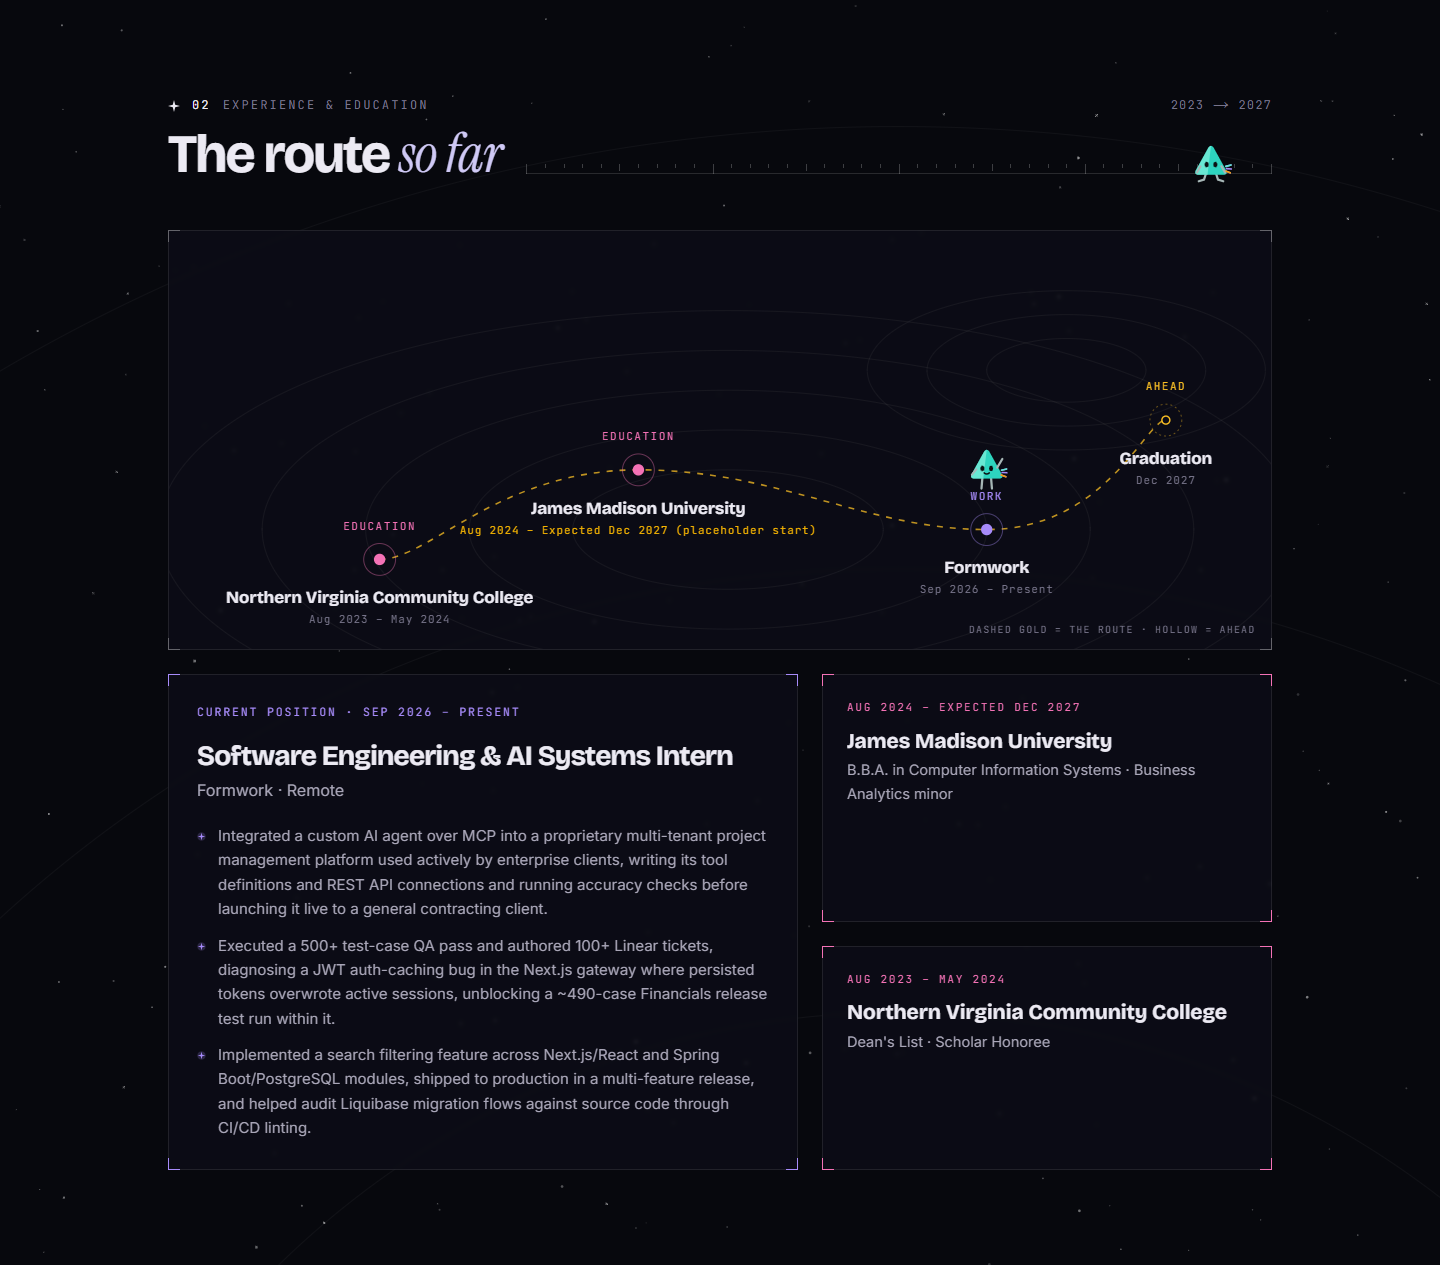 02 EXPERIENCE & EDUCATION
2023 → 2027
The route so far
AHEAD
Graduation
Dec 2027
EDUCATION
James Madison University
Aug 2024 – Expected Dec 2027 (placeholder start)
WORK
Formwork
Sep 2026 – Present
EDUCATION
Northern Virginia Community College
Aug 2023 – May 2024
DASHED GOLD = THE ROUTE · HOLLOW = AHEAD
CURRENT POSITION · SEP 2026 – PRESENT
Software Engineering & AI Systems Intern
Formwork · Remote
Integrated a custom AI agent over MCP into a proprietary multi-tenant project
management platform used actively by enterprise clients, writing its tool
definitions and REST API connections and running accuracy checks before
launching it live to a general contracting client.
Executed a 500+ test-case QA pass and authored 100+ Linear tickets,
diagnosing a JWT auth-caching bug in the Next.js gateway where persisted
tokens overwrote active sessions, unblocking a ~490-case Financials release
test run within it.
Implemented a search filtering feature across Next.js/React and Spring
Boot/PostgreSQL modules, shipped to production in a multi-feature release,
and helped audit Liquibase migration flows against source code through
CI/CD linting.
AUG 2024 – EXPECTED DEC 2027
James Madison University
B.B.A. in Computer Information Systems · Business
Analytics minor
AUG 2023 – MAY 2024
Northern Virginia Community College
Dean's List · Scholar Honoree